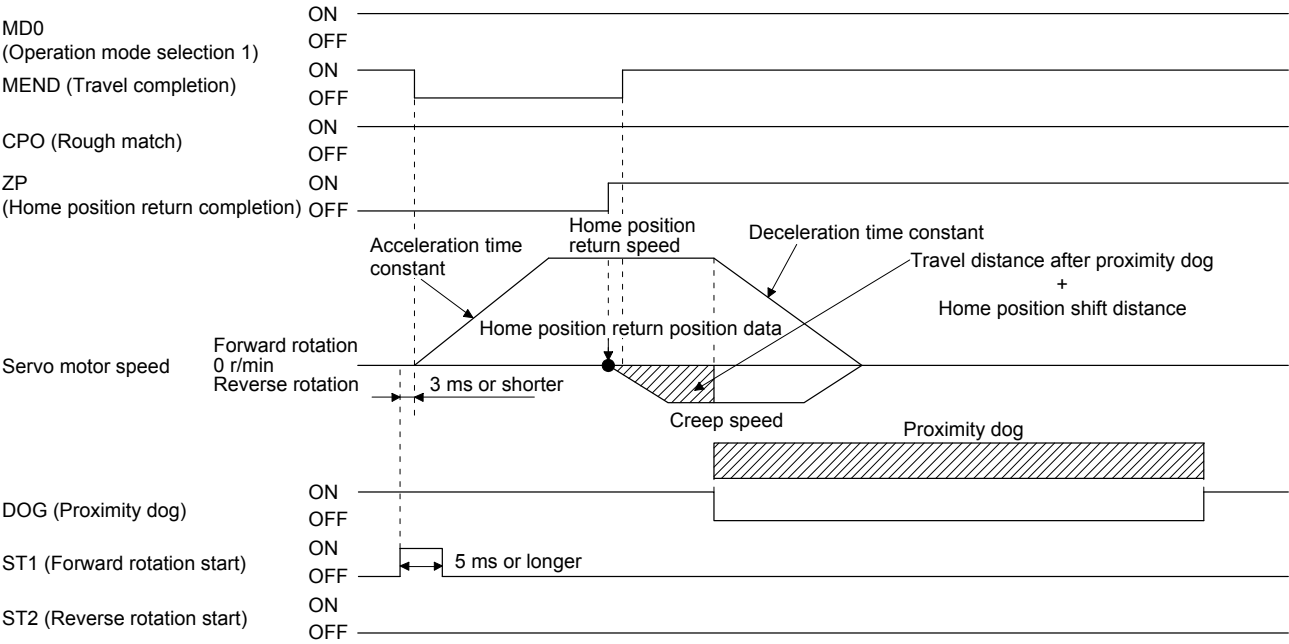 MD0
(Operation mode selection 1)
ON
OFF
MEND (Travel completion)
ON
OFF
CPO (Rough match)
ON
OFF
ZP
(Home position return completion)
ON
OFF
Acceleration time
constant
Home position
return speed
Deceleration time constant
Travel distance after proximity dog
+
Home position shift distance
Home position return position data
Servo motor speed
Forward rotation
0 r/min
Reverse rotation
3 ms or shorter
Creep speed
Proximity dog
DOG (Proximity dog)
ON
OFF
ST1 (Forward rotation start)
ON
OFF
5 ms or longer
ST2 (Reverse rotation start)
ON
OFF